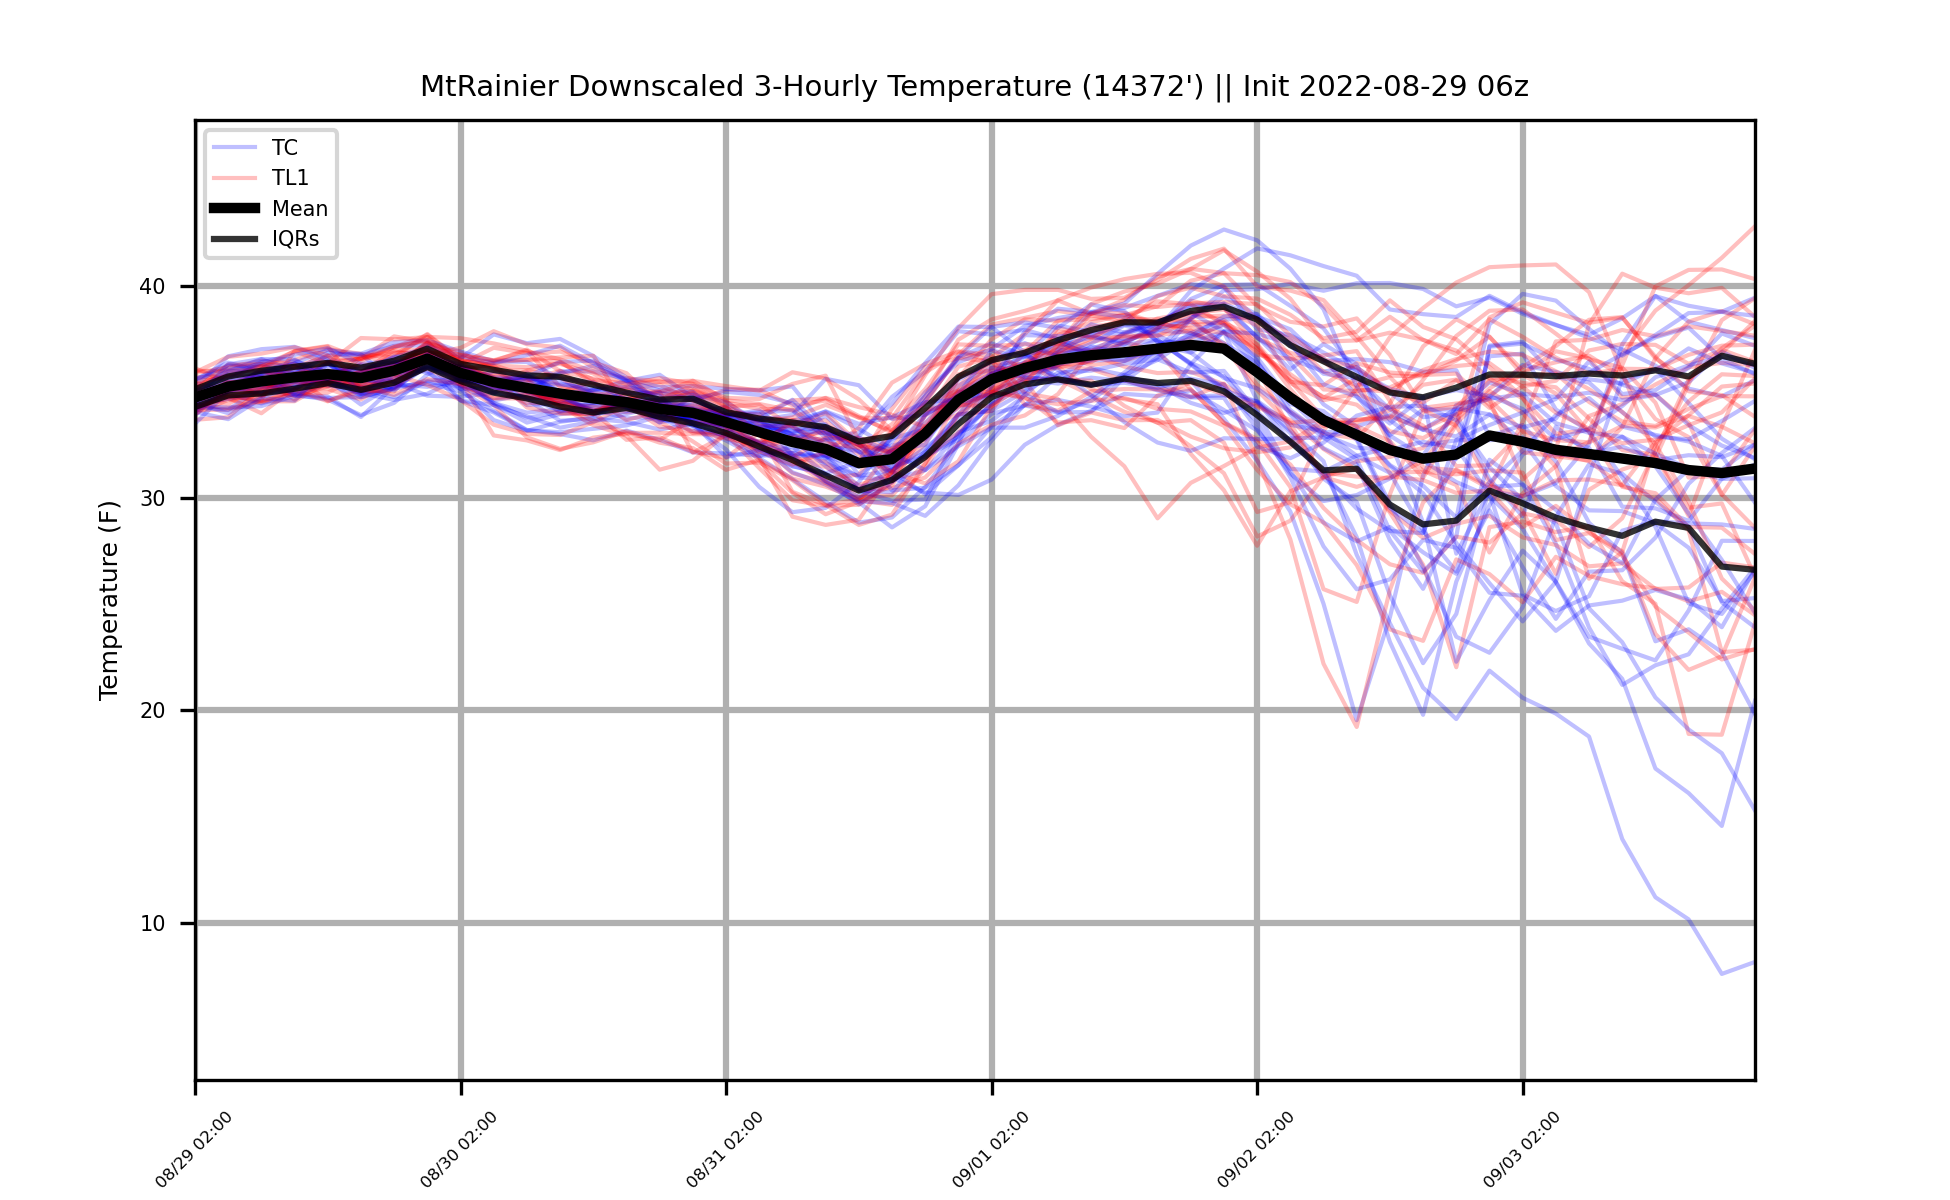 MtRainier Downscaled 3-Hourly Temperature (14372') || Init 2022-08-29 06z
TC
TL1
Mean
IQRs
Temperature (F)
40
30
20
10
08/29 02:00
08/30 02:00
08/31 02:00
09/01 02:00
09/02 02:00
09/03 02:00